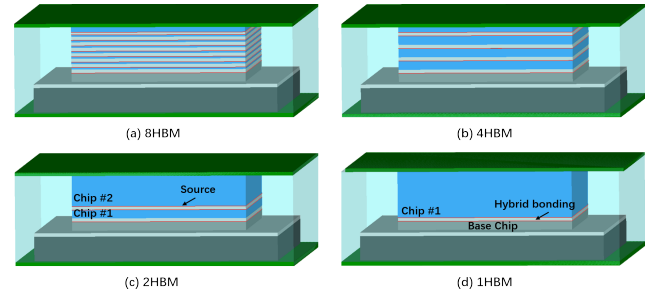 (a) 8HBM
(b) 4HBM
Chip #2
Source
Chip #1
(c) 2HBM
Chip #1
Hybrid bonding
Base Chip
(d) 1HBM